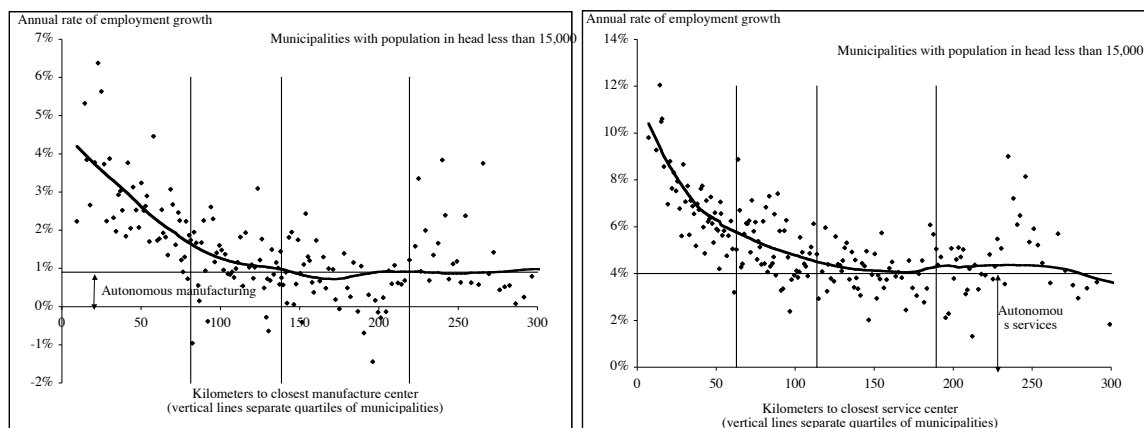 Annual rate of employment growth
7%
Municipalities with population in head less than 15,000
6%
5%
4%
3%
2%
1%
Autonomous manufacturing
0%
0 50 100 150 200 250 300
-1%
-2%
Kilometers to closest manufacture center
(vertical lines separate quartiles of municipalities)
Annual rate of employment growth
14%
Municipalities with population in head less than 15,000
12%
10%
8%
6%
4%
Autonomou
s services
2%
0%
0 50 100 150 200 250 300
Kilometers to closest service center
(vertical lines separate quartiles of municipalities)